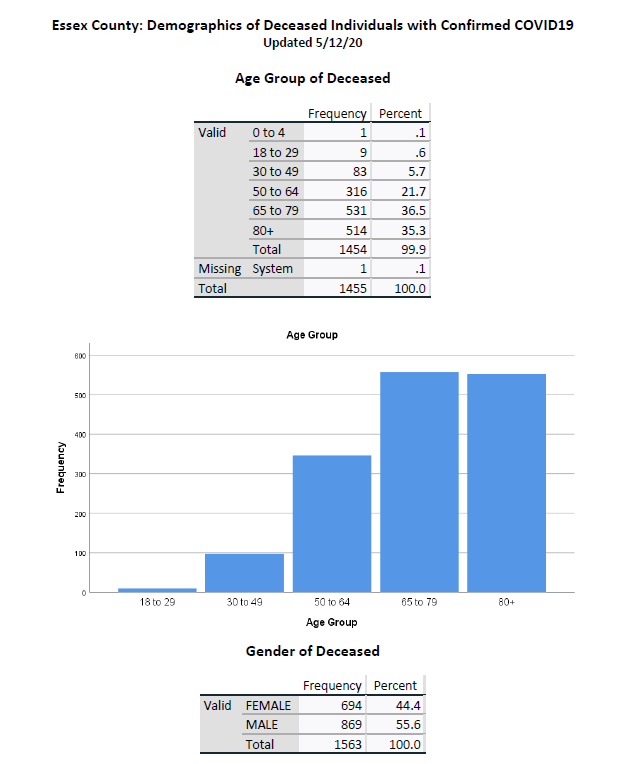 Essex County: Demographics of Deceased Individuals with Confirmed COVID19
Updated 5/12/20
Age Group of Deceased
Frequency Percent
Valid 0 to 4 1 .1
18 to 29 9 .6
30 to 49 83 5.7
50 to 64 316 21.7
65 to 79 531 36.5
80+ 514 35.3
Total 1454 99.9
Missing System 1 .1
Total 1455 100.0
Age Group
600
500
400
300
200
100
0
Frequency
18 to 29 30 to 49 50 to 64 65 to 79 80+
Age Group
Gender of Deceased
Frequency Percent
Valid FEMALE 694 44.4
MALE 869 55.6
Total 1563 100.0